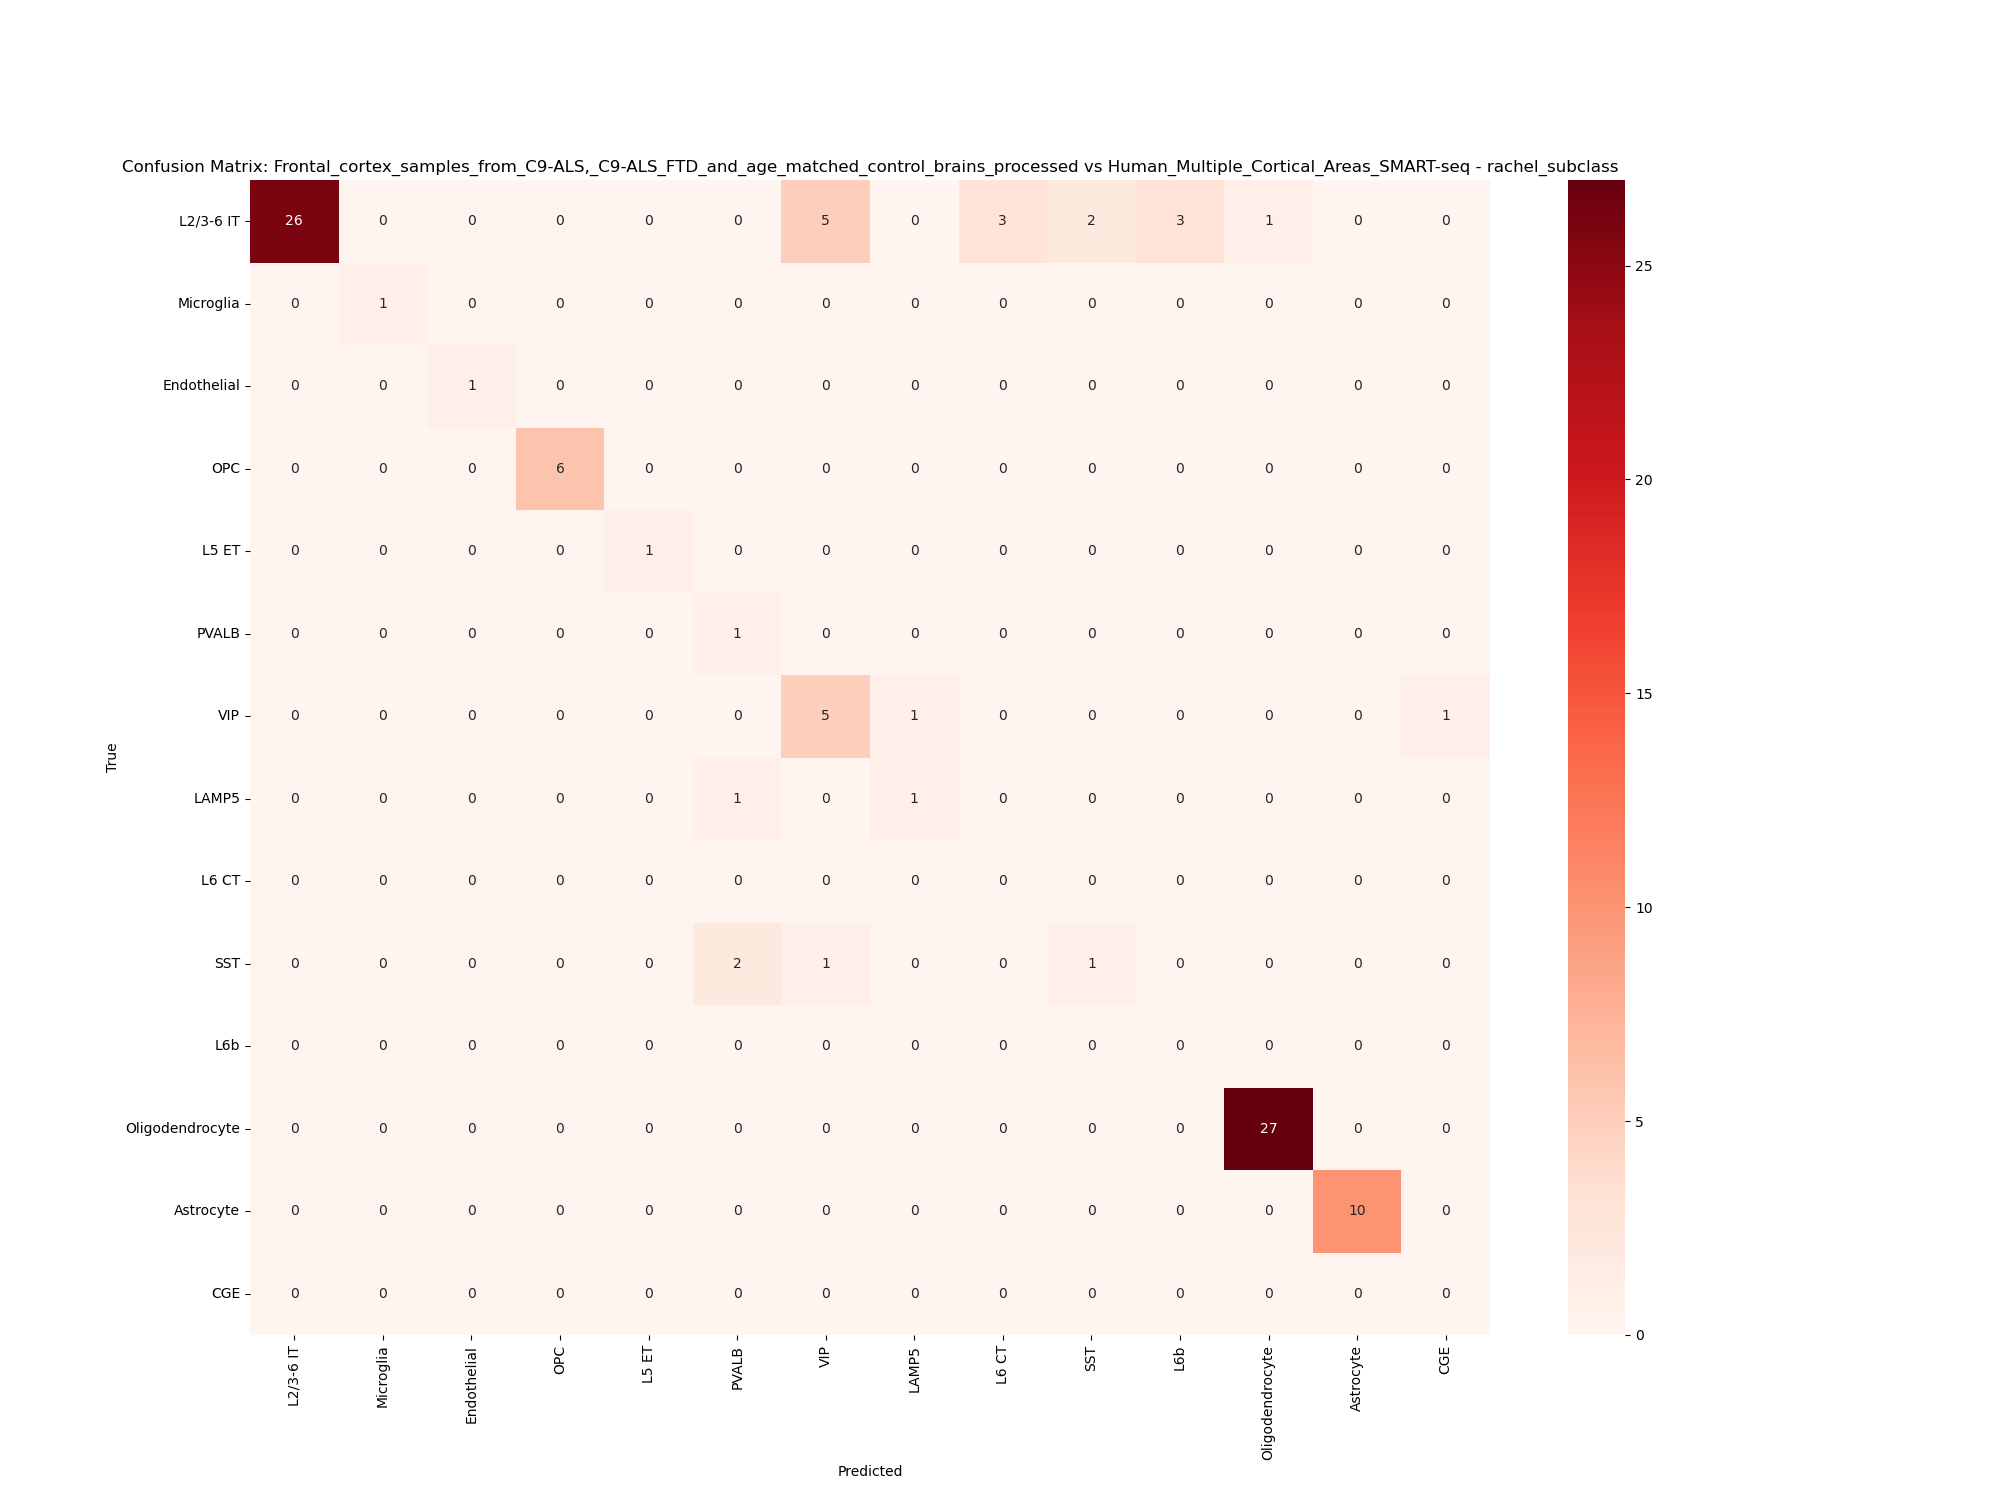 Confusion Matrix: Frontal_cortex_samples_from_C9-ALS,_C9-ALS_FTD_and_age_matched_control_brains_processed vs Human_Multiple_Cortical_Areas_SMART-seq - rachel_subclass
L2/3-6 IT 26 0 0 0 0 0 5 0 3 2 3 1 0 0
Microglia 0 1 0 0 0 0 0 0 0 0 0 0 0 0
Endothelial 0 0 1 0 0 0 0 0 0 0 0 0 0 0
OPC 0 0 0 6 0 0 0 0 0 0 0 0 0 0
L5 ET 0 0 0 0 1 0 0 0 0 0 0 0 0 0
PVALB 0 0 0 0 0 1 0 0 0 0 0 0 0 0
VIP 0 0 0 0 0 0 5 1 0 0 0 0 0 1
LAMP5 0 0 0 0 0 1 0 1 0 0 0 0 0 0
L6 CT 0 0 0 0 0 0 0 0 0 0 0 0 0 0
SST 0 0 0 0 0 2 1 0 0 1 0 0 0 0
L6b 0 0 0 0 0 0 0 0 0 0 0 0 0 0
Oligodendrocyte 0 0 0 0 0 0 0 0 0 0 0 27 0 0
Astrocyte 0 0 0 0 0 0 0 0 0 0 0 0 10 0
CGE 0 0 0 0 0 0 0 0 0 0 0 0 0 0
True
L2/3-6 IT
Microglia
Endothelial
OPC
L5 ET
PVALB
VIP
LAMP5
L6 CT
SST
L6b
Oligodendrocyte
Astrocyte
CGE
Predicted
25
20
15
10
5
0